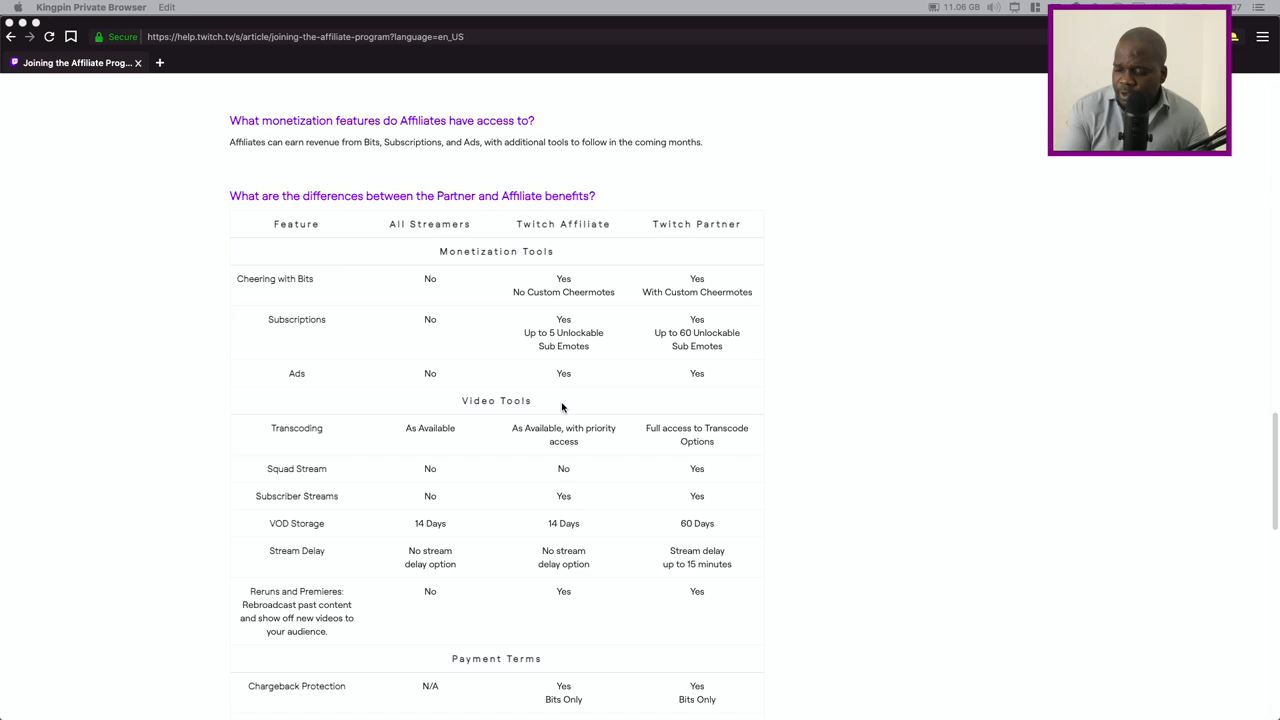 Kingpin Private Browser Edit 11.06 GB
Secure https://help.twitch.tv/s/article/joining-the-affiliate-program?language=en_US
Joining the Affiliate Prog...
What monetization features do Affiliates have access to?
Affiliates can earn revenue from Bits, Subscriptions, and Ads, with additional tools to follow in the coming months.
What are the differences between the Partner and Affiliate benefits?
Feature All Streamers Twitch Affiliate Twitch Partner
Monetization Tools
Cheering with Bits No Yes Yes
No Custom Cheermotes With Custom Cheermotes
Subscriptions No Yes Yes
Up to 5 Unlockable Up to 60 Unlockable
Sub Emotes Sub Emotes
Ads No Yes Yes
Video Tools
Transcoding As Available As Available, with priority Full access to Transcode
access Options
Squad Stream No No Yes
Subscriber Streams No Yes Yes
VOD Storage 14 Days 14 Days 60 Days
Stream Delay No stream No stream Stream delay
delay option delay option up to 15 minutes
Reruns and Premieres: No Yes Yes
Rebroadcast past content
and show off new videos to
your audience.
Payment Terms
Chargeback Protection N/A Yes Yes
Bits Only Bits Only